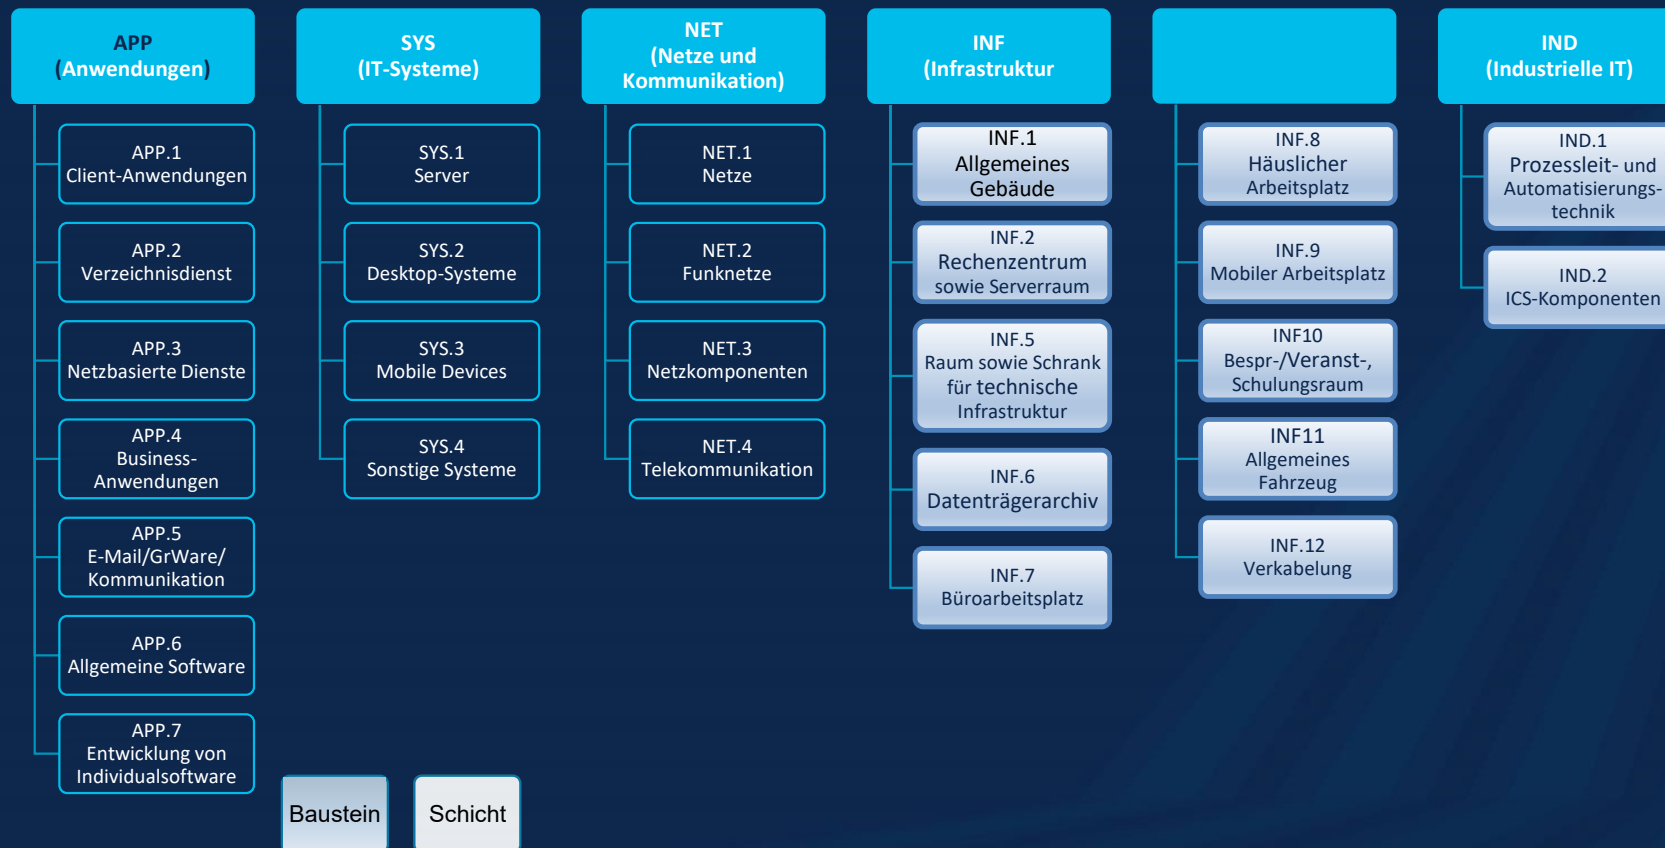 APP
(Anwendungen)
APP.1
Client-Anwendungen
APP.2
Verzeichnisdienst
APP.3
Netzbasierte Dienste
APP.4
Business-
Anwendungen
APP.5
E-Mail/GrWare/
Kommunikation
APP.6
Allgemeine Software
APP.7
Entwicklung von
Individualsoftware
SYS
(IT-Systeme)
SYS.1
Server
SYS.2
Desktop-Systeme
SYS.3
Mobile Devices
SYS.4
Sonstige Systeme
NET
(Netze und
Kommunikation)
NET.1
Netze
NET.2
Funknetze
NET.3
Netzkomponenten
NET.4
Telekommunikation
INF
(Infrastruktur
INF.1
Allgemeines
Gebäude
INF.2
Rechenzentrum
sowie Serverraum
INF.5
Raum sowie Schrank
für technische
Infrastruktur
INF.6
Datenträgerarchiv
INF.7
Büroarbeitsplatz
INF.8
Häuslicher
Arbeitsplatz
INF.9
Mobiler Arbeitsplatz
INF10
Bespr-/Veranst-,
Schulungsraum
INF11
Allgemeines
Fahrzeug
INF.12
Verkabelung
IND
(Industrielle IT)
IND.1
Prozessleit- und
Automatisierungs-
technik
IND.2
ICS-Komponenten
Baustein
Schicht